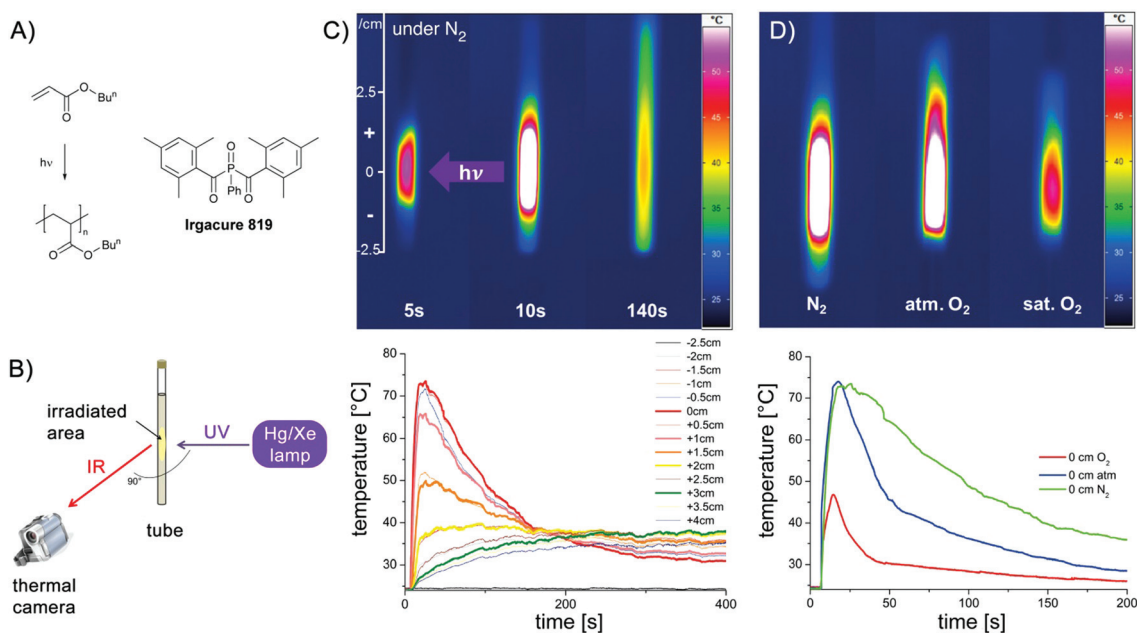 A)
O
Bu^n
O
hν
n
O
O
Bu^n
O
P
Ph
O
O
Irgacure 819
B)
irradiated
area
UV
Hg/Xe
lamp
IR
90°
tube
thermal
camera
C)
/cm
under N₂
2.5
+
0
-
-2.5
hν
5s
10s
140s
°C
50
45
40
35
30
25
80
70
60
50
40
30
temperature [°C]
0
200
400
time [s]
-2.5cm
-2cm
-1.5cm
-1cm
-0.5cm
0cm
+0.5cm
+1cm
+1.5cm
+2cm
+2.5cm
+3cm
+3.5cm
+4cm
D)
N₂
atm. O₂
sat. O₂
°C
50
45
40
35
30
25
80
70
60
50
40
30
temperature [°C]
0
50
100
150
200
time [s]
0 cm O₂
0 cm atm
0 cm N₂